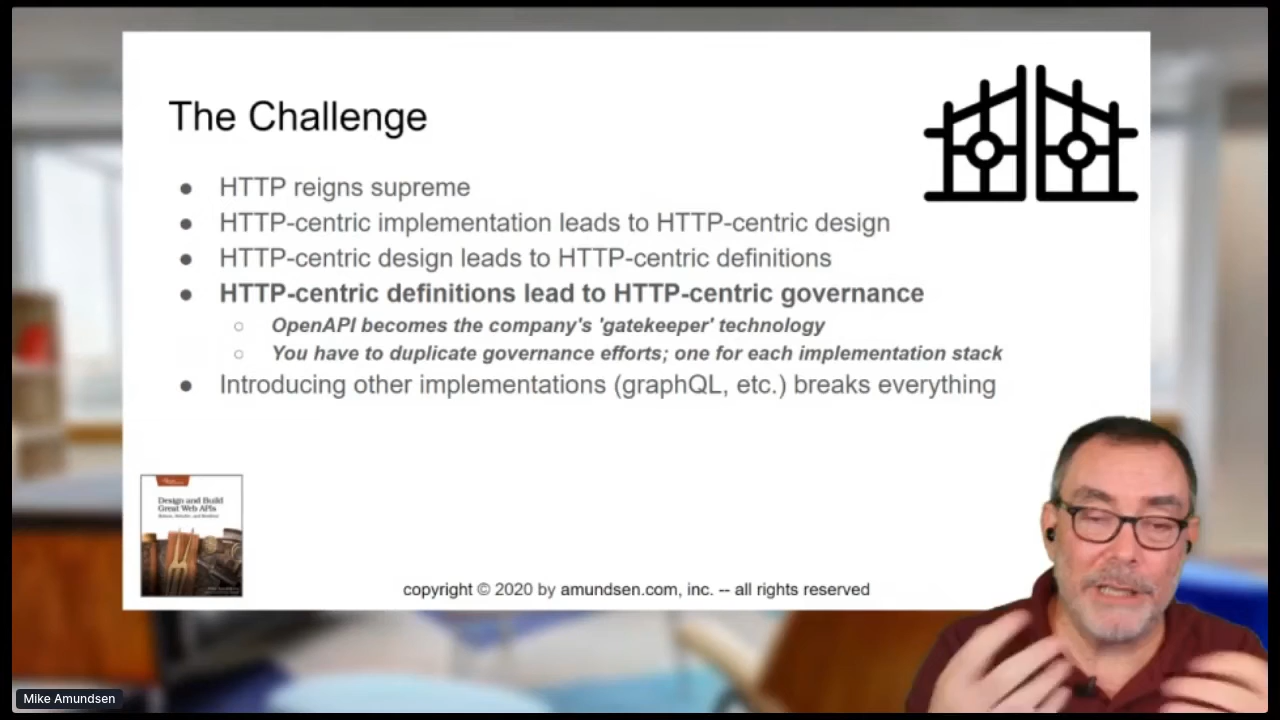 The Challenge
HTTP reigns supreme
HTTP-centric implementation leads to HTTP-centric design
HTTP-centric design leads to HTTP-centric definitions
HTTP-centric definitions lead to HTTP-centric governance
OpenAPI becomes the company's 'gatekeeper' technology
You have to duplicate governance efforts; one for each implementation stack
Introducing other implementations (graphQL, etc.) breaks everything
Design and Build
Great Web APIs
copyright © 2020 by amundsen.com, inc. -- all rights reserved
Mike Amundsen